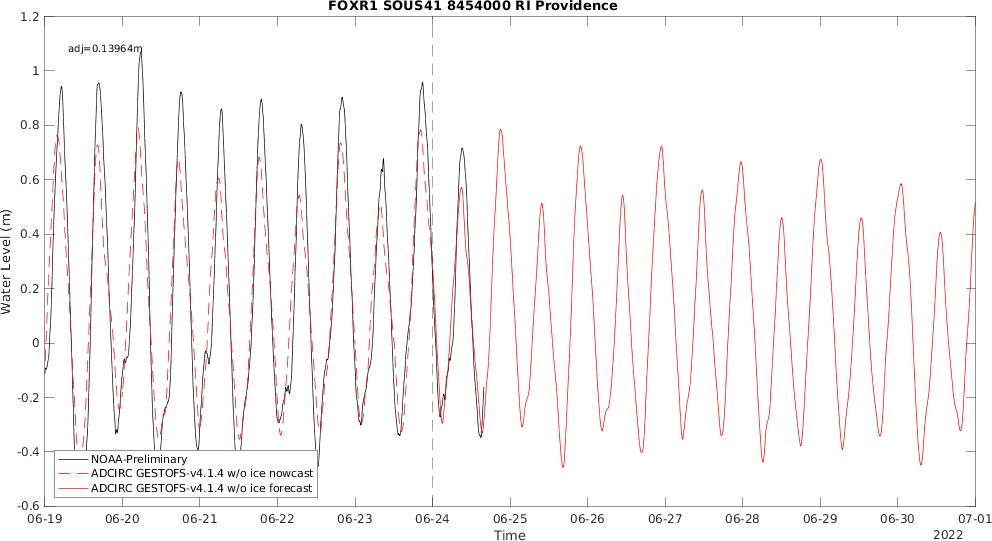 FOXR1 SOUS41 8454000 RI Providence
adj=0.13964m
Water Level (m)
1.2
1
0.8
0.6
0.4
0.2
0
-0.2
-0.4
-0.6
NOAA-Preliminary
ADCIRC GESTOFS-v4.1.4 w/o ice nowcast
ADCIRC GESTOFS-v4.1.4 w/o ice forecast
06-19 06-20 06-21 06-22 06-23 06-24 06-25 06-26 06-27 06-28 06-29 06-30 07-01
Time
2022